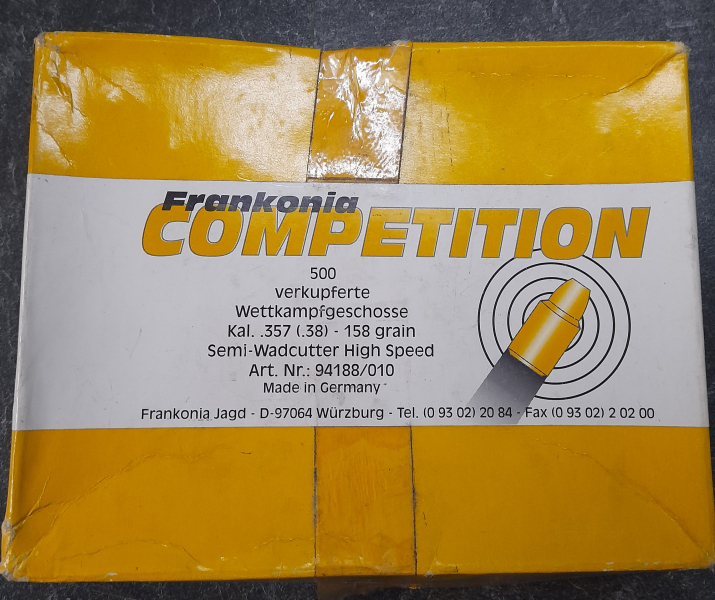 Frankonia
COMPETITION
500
verkupferte
Wettkampfgeschosse
Kal. .357 (.38) - 158 grain
Semi-Wadcutter High Speed
Art. Nr.: 94188/010
Made in Germany
Frankonia Jagd - D-97064 Würzburg - Tel. (0 93 02) 20 84 - Fax (0 93 02) 2 02 00